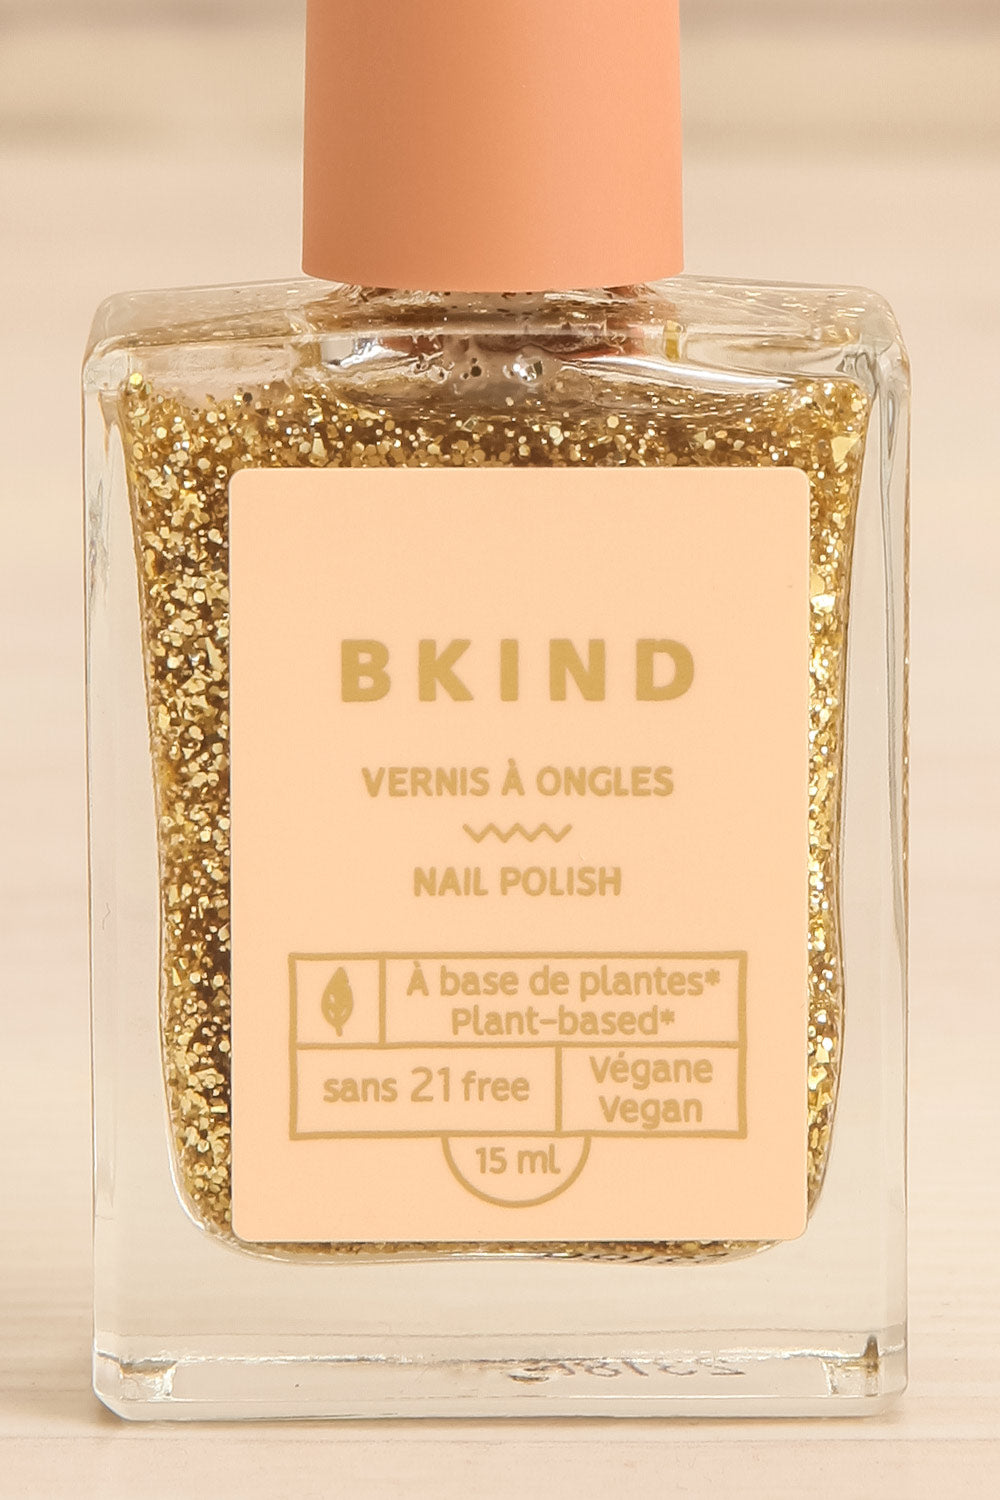 BKIND
VERNIS À ONGLES
NAIL POLISH
À base de plantes*
Plant-based*
sans 21 free
Végane
Vegan
15 ml